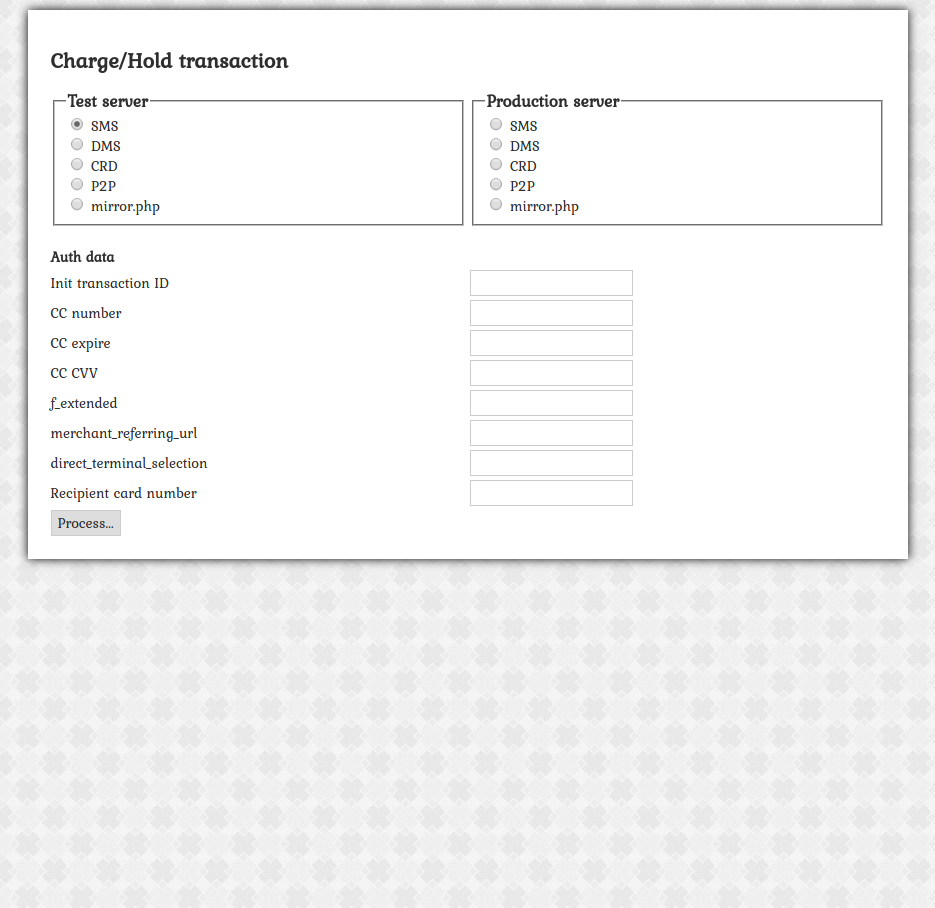 Charge/Hold transaction
Test server
SMS
DMS
CRD
P2P
mirror.php
Production server
SMS
DMS
CRD
P2P
mirror.php
Auth data
Init transaction ID
CC number
CC expire
CC CVV
f_extended
merchant_referring_url
direct_terminal_selection
Recipient card number
Process...